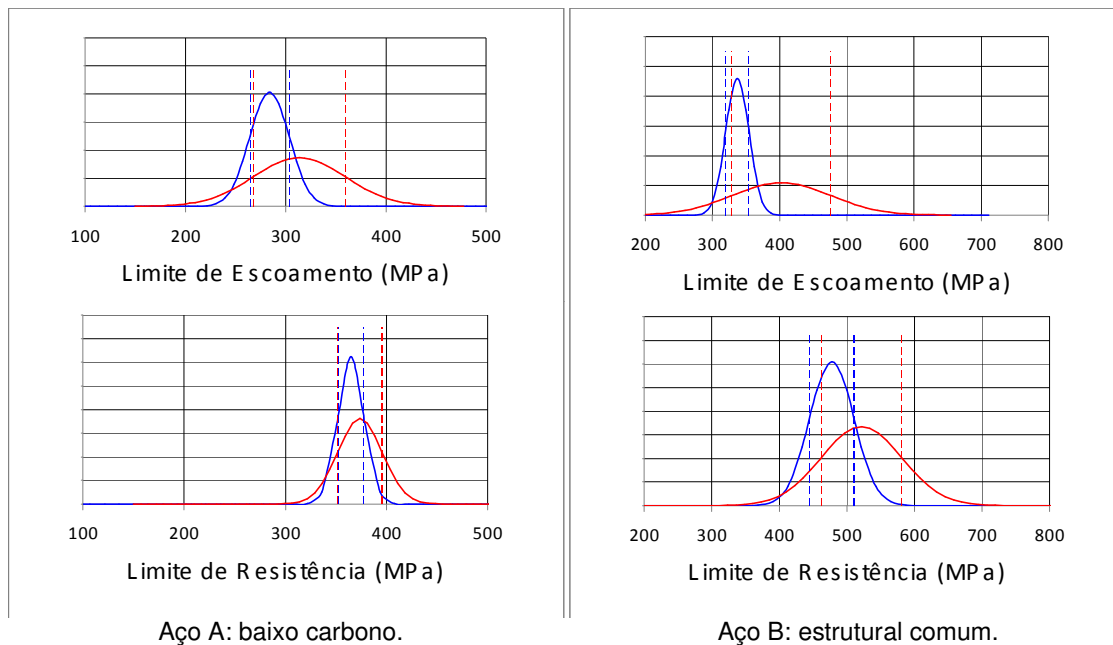 100 200 300 400 500
Limite de Escoamento (MPa)
100 200 300 400 500
Limite de Resistência (MPa)
Aço A: baixo carbono.
200 300 400 500 600 700 800
Limite de Escoamento (MPa)
200 300 400 500 600 700 800
Limite de Resistência (MPa)
Aço B: estrutural comum.